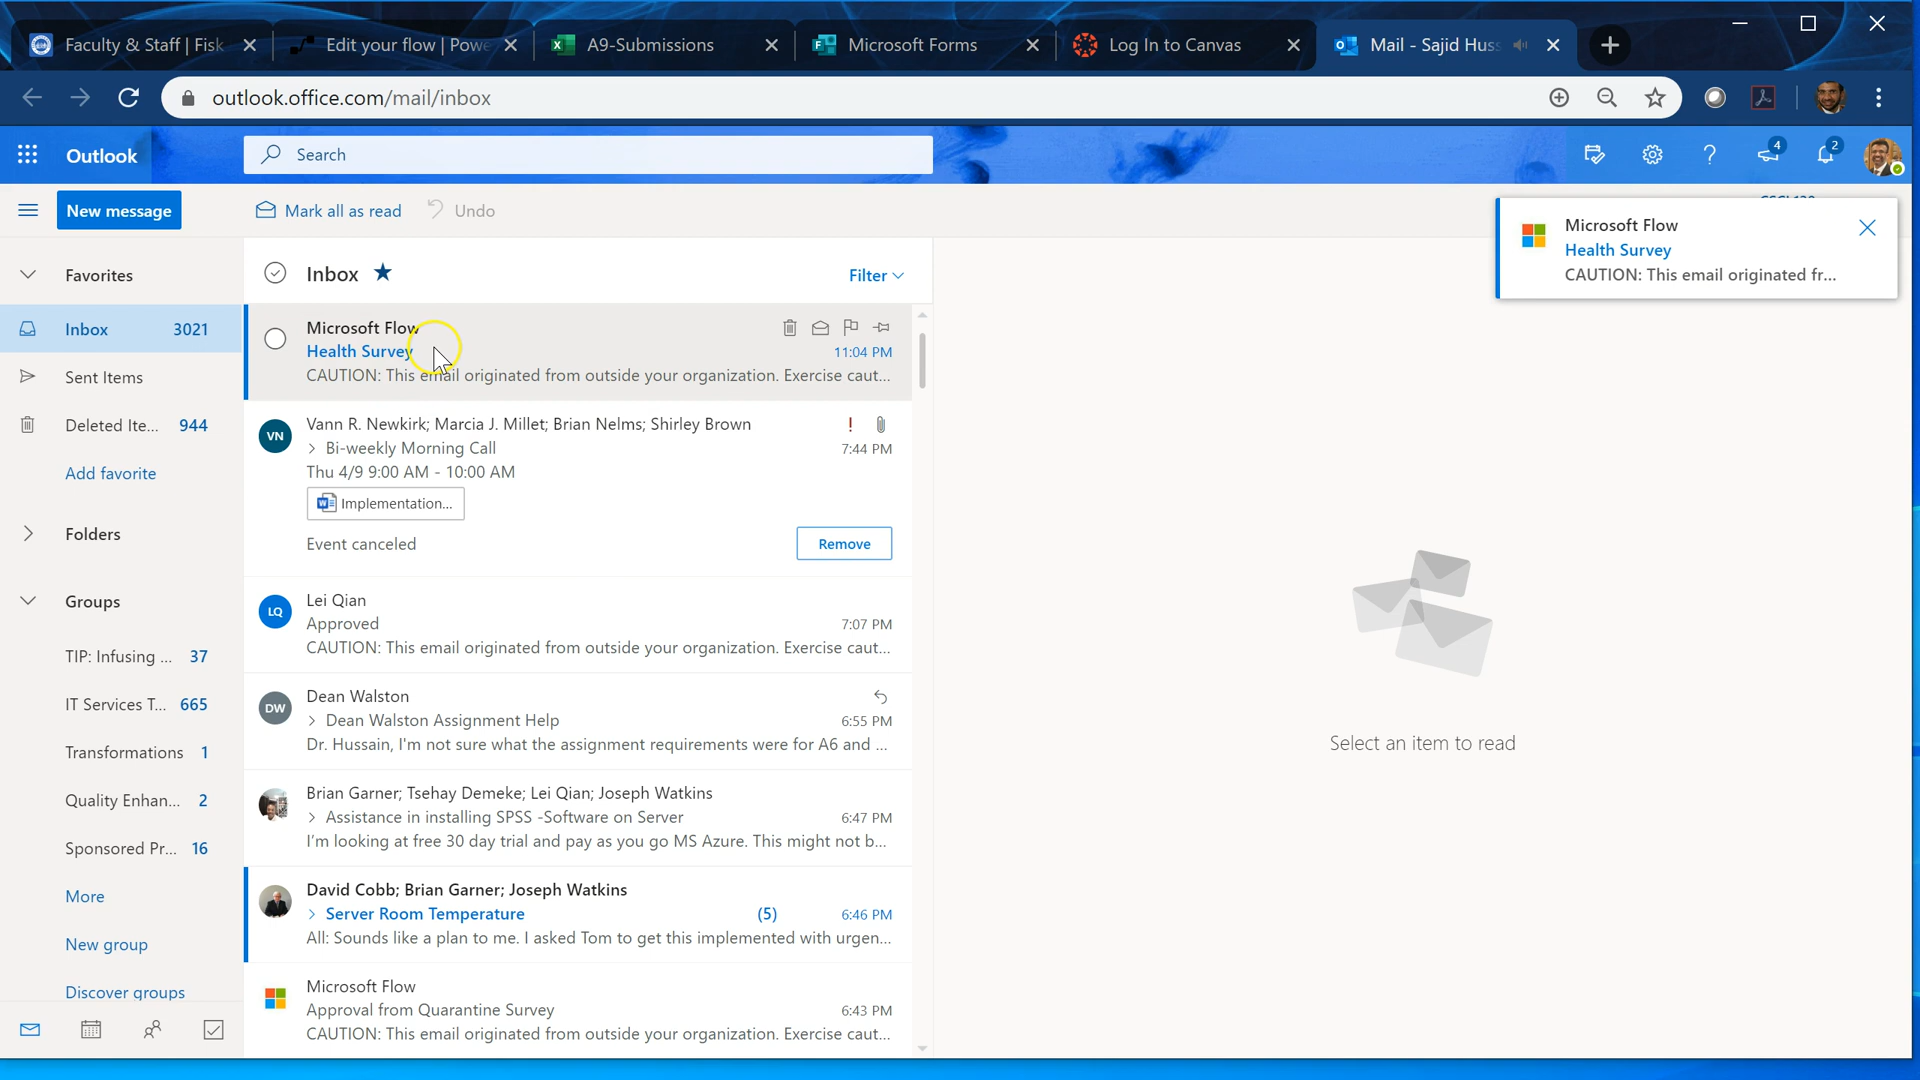 Faculty & Staff | Fisk
Edit your flow | Powe
A9-Submissions
Microsoft Forms
Log In to Canvas
Mail - Sajid Huss
outlook.office.com/mail/inbox
Outlook
Search
4
2
New message
Mark all as read
Undo
Microsoft Flow
Health Survey
CAUTION: This email originated fr...
Favorites
Inbox 3021
Sent Items
Deleted Ite... 944
Add favorite
Folders
Groups
TIP: Infusing ... 37
IT Services T... 665
Transformations 1
Quality Enhan... 2
Sponsored Pr... 16
More
New group
Discover groups
Inbox
Filter
Microsoft Flow
Health Survey 11:04 PM
CAUTION: This email originated from outside your organization. Exercise caut...
VN
Vann R. Newkirk; Marcia J. Millet; Brian Nelms; Shirley Brown
> Bi-weekly Morning Call 7:44 PM
Thu 4/9 9:00 AM - 10:00 AM
Implementation...
Event canceled
Remove
LQ
Lei Qian
Approved 7:07 PM
CAUTION: This email originated from outside your organization. Exercise caut...
DW
Dean Walston
> Dean Walston Assignment Help 6:55 PM
Dr. Hussain, I'm not sure what the assignment requirements were for A6 and ...
Brian Garner; Tsehay Demeke; Lei Qian; Joseph Watkins
> Assistance in installing SPSS -Software on Server 6:47 PM
I'm looking at free 30 day trial and pay as you go MS Azure. This might not b...
David Cobb; Brian Garner; Joseph Watkins
> Server Room Temperature (5) 6:46 PM
All: Sounds like a plan to me. I asked Tom to get this implemented with urgen...
Microsoft Flow
Approval from Quarantine Survey 6:43 PM
CAUTION: This email originated from outside your organization. Exercise caut...
Select an item to read